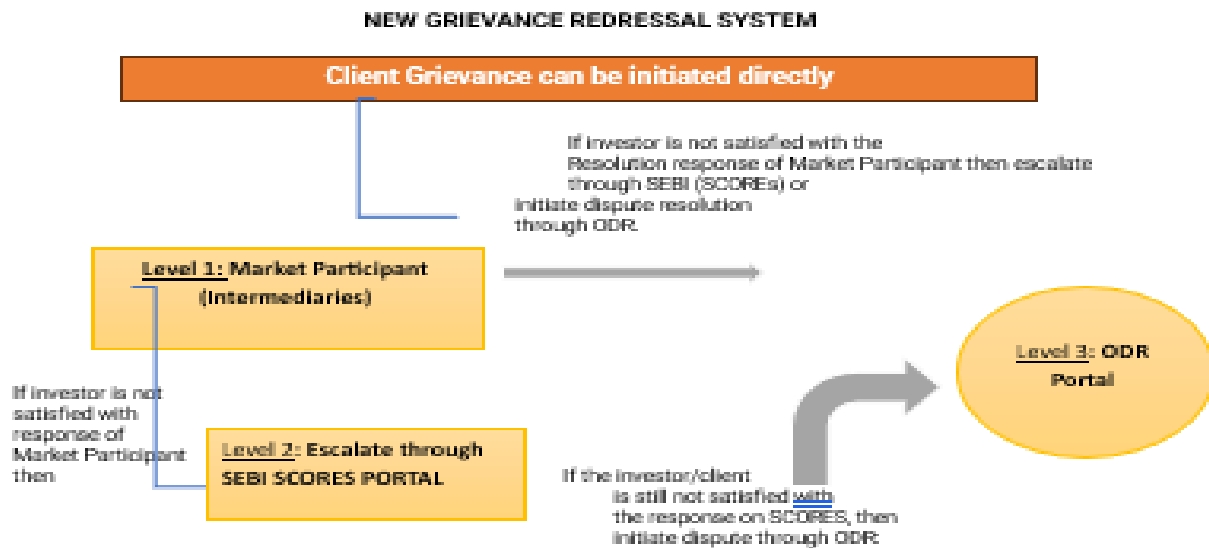 NEW GRIEVANCE REDRESSAL SYSTEM
Client Grievance can be initiated directly
If investor is not satisfied with the
Resolution response of Market Participant then escalate
through SEBI (SCOREs) or
initiate dispute resolution
through ODR.
Level 1: Market Participant
(Intermediaries)
Level 3: ODR
Portal
If investor is not
satisfied with
response of
Market Participant
then
Level 2: Escalate through
SEBI SCORES PORTAL
If the investor/client
is still not satisfied with
the response on SCORES, then
initiate dispute through ODR